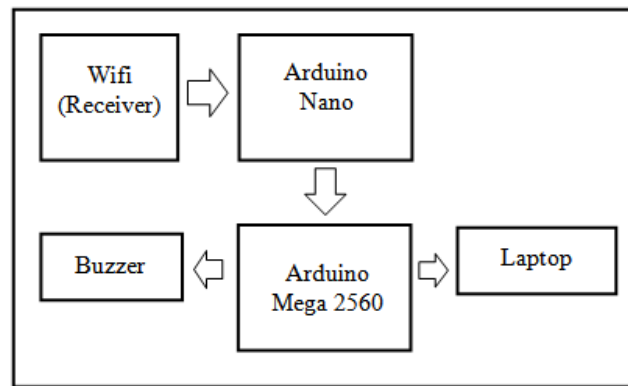 Wifi
(Receiver)
Arduino
Nano
Buzzer
Arduino
Mega 2560
Laptop